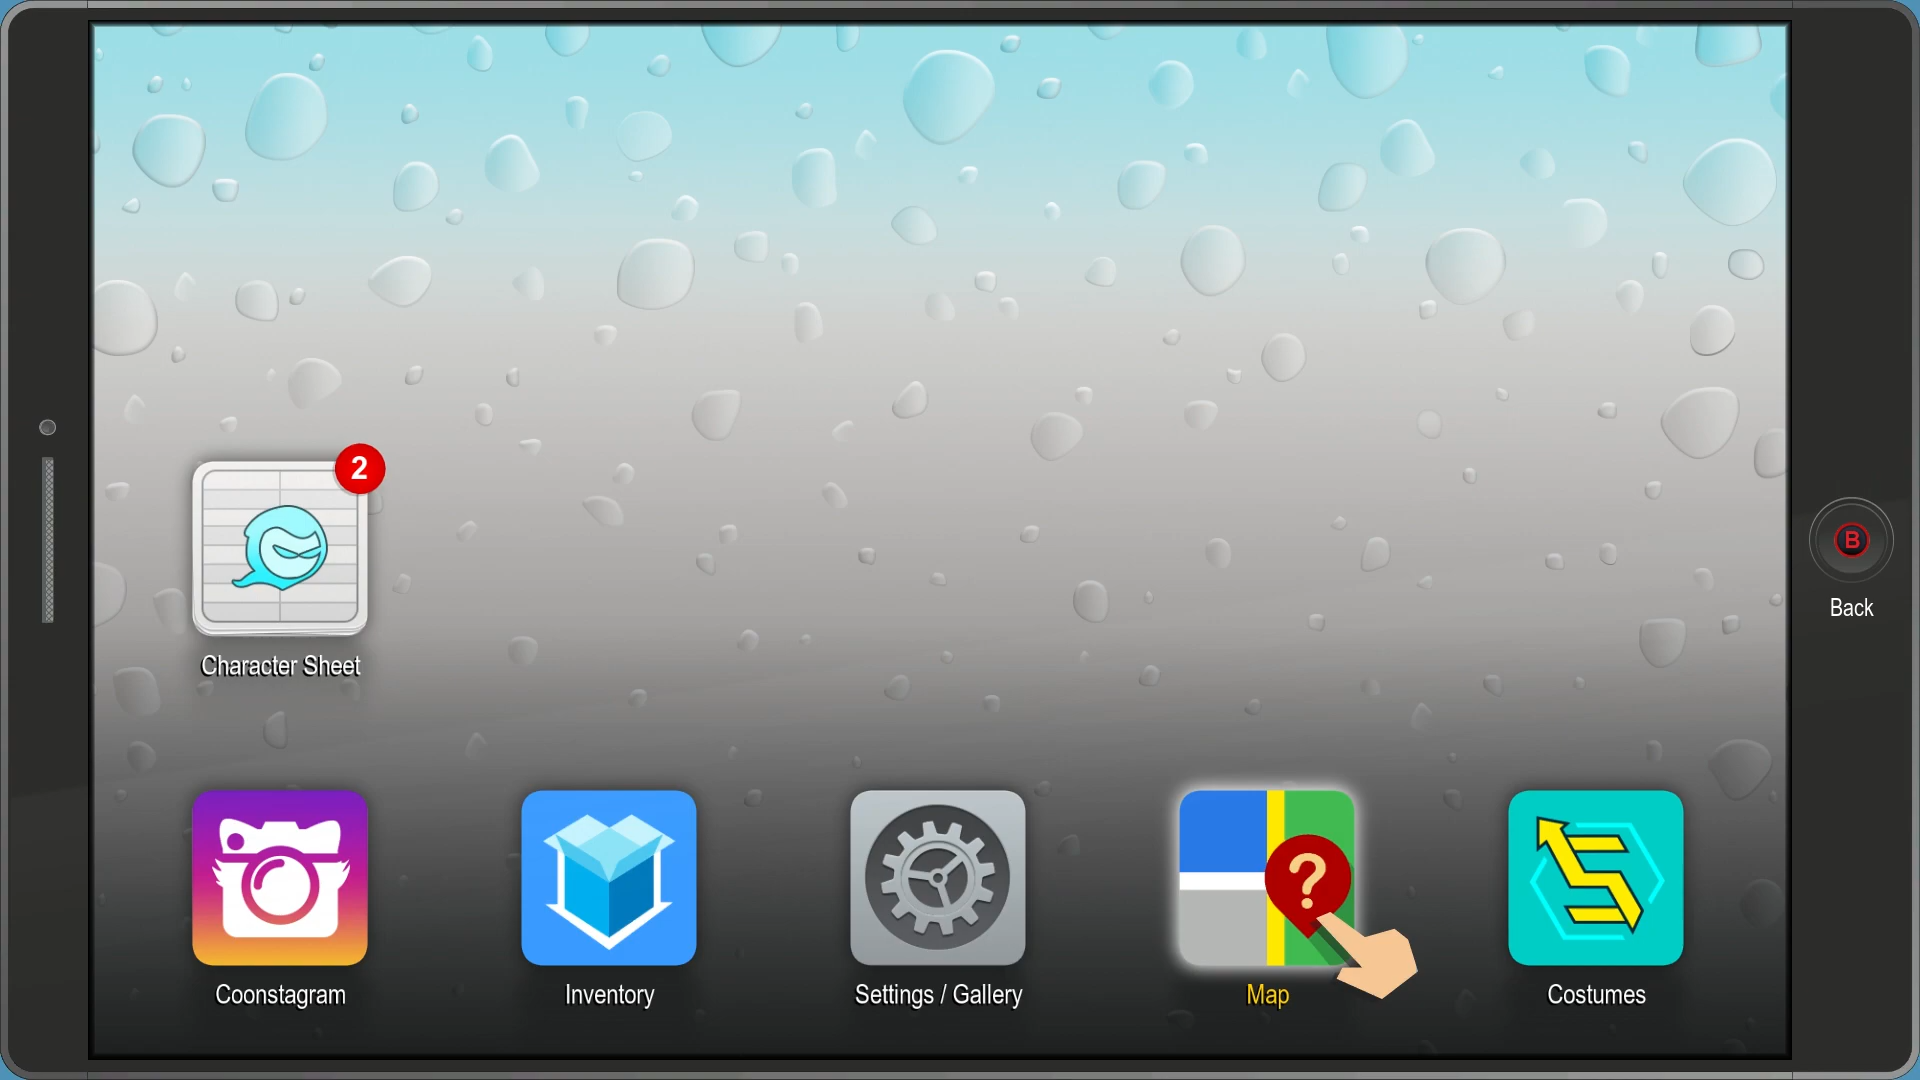 2
Character Sheet
B
Back
?
Coonstagram
Inventory
Settings / Gallery
Map
Costumes